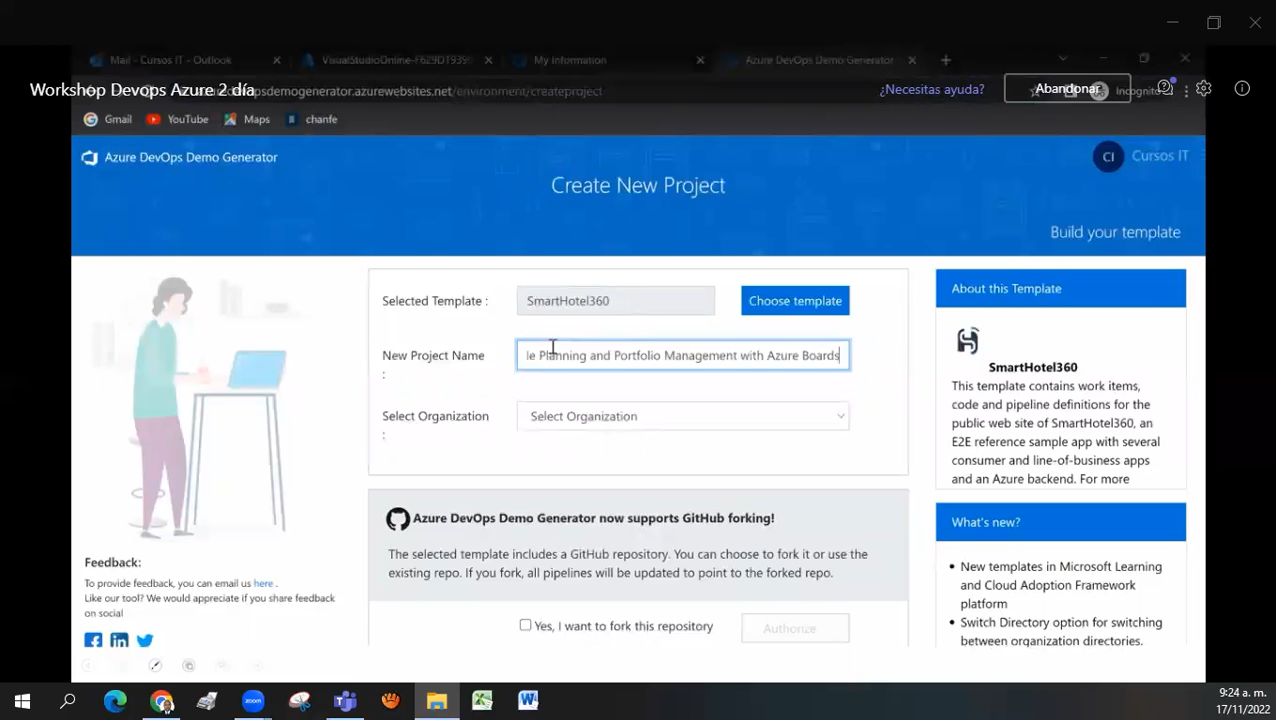 Mail - Cursos IT - Outlook
My Information
Azure DevOps Demo Generator
Workshop Devops Azure 2 día
devopsdemogenerator.azurewebsites.net/environment/createproject
¿Necesitas ayuda?
Abandonar
Incognito
Gmail
YouTube
Maps
chanfe
Azure DevOps Demo Generator
CI
Cursos IT
Create New Project
Build your template
Selected Template :
SmartHotel360
Choose template
New Project Name
:
le Planning and Portfolio Management with Azure Boards
Select Organization
:
Select Organization
About this Template
SmartHotel360
This template contains work items,
code and pipeline definitions for the
public web site of SmartHotel360, an
E2E reference sample app with several
consumer and line-of-business apps
and an Azure backend. For more
Azure DevOps Demo Generator now supports GitHub forking!
The selected template includes a GitHub repository. You can choose to fork it or use the
existing repo. If you fork, all pipelines will be updated to point to the forked repo.
Yes, I want to fork this repository
Authorize
What's new?
New templates in Microsoft Learning
and Cloud Adoption Framework
platform
Switch Directory option for switching
between organization directories.
Feedback:
To provide feedback, you can email us here .
Like our tool? We would appreciate if you share feedback
on social
zoom
9:24 a. m.
17/11/2022